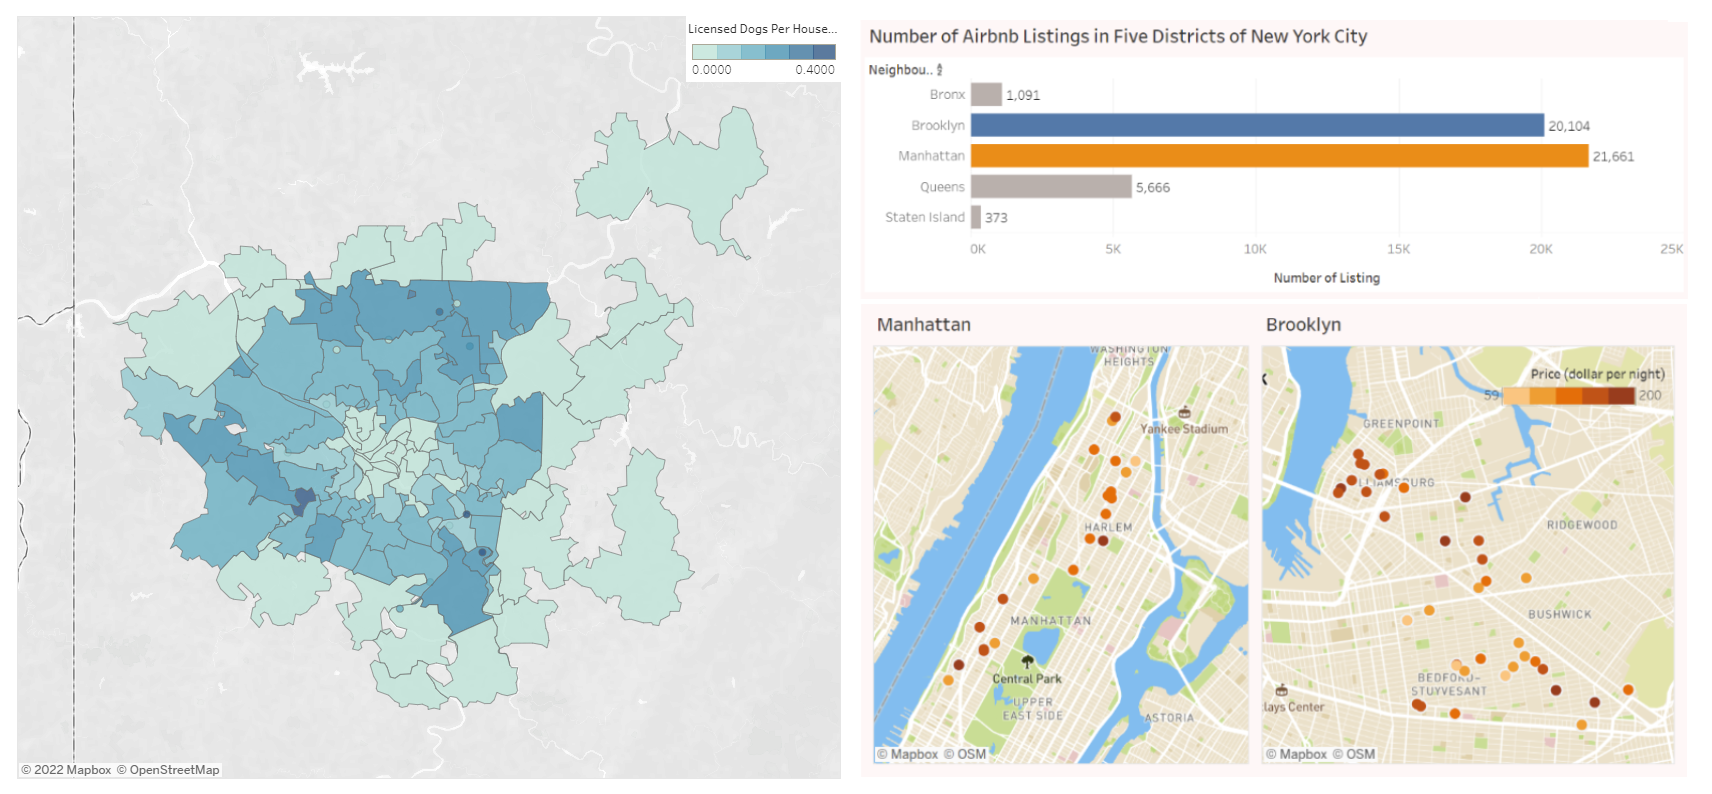 Licensed Dogs Per House...
0.0000 0.4000
© 2022 Mapbox © OpenStreetMap
Number of Airbnb Listings in Five Districts of New York City
Neighbou..
Bronx 1,091
Brooklyn 20,104
Manhattan 21,661
Queens 5,666
Staten Island 373
0K 5K 10K 15K 20K 25K
Number of Listing
Manhattan
WASHINGTON
HEIGHTS
Yankee Stadium
HARLEM
MANHATTAN
Central Park
UPPER
EAST SIDE
ASTORIA
© Mapbox © OSM
Brooklyn
Price (dollar per night)
59 200
GREENPOINT
LLIAMSBURG
RIDGEWOOD
BUSHWICK
BEDFORD-
STUYVESANT
lays Center
© Mapbox © OSM